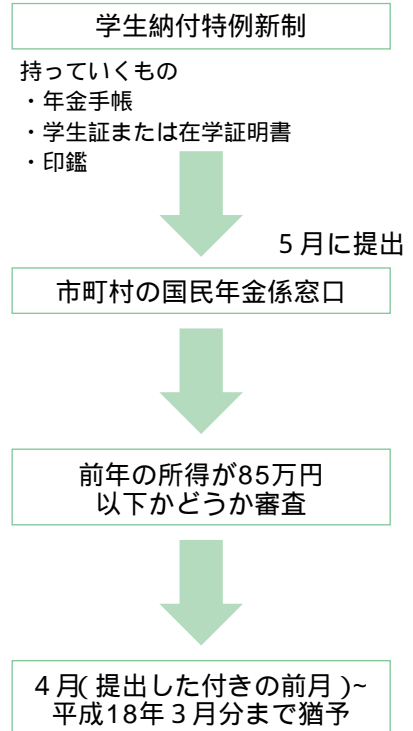 学生納付特例新制
持っていくもの
・年金手帳
・学生証または在学証明書
・印鑑
５月に提出
市町村の国民年金係窓口
前年の所得が85万円
以下かどうか審査
４月(提出した付きの前月)~
平成18年３月分まで猶予